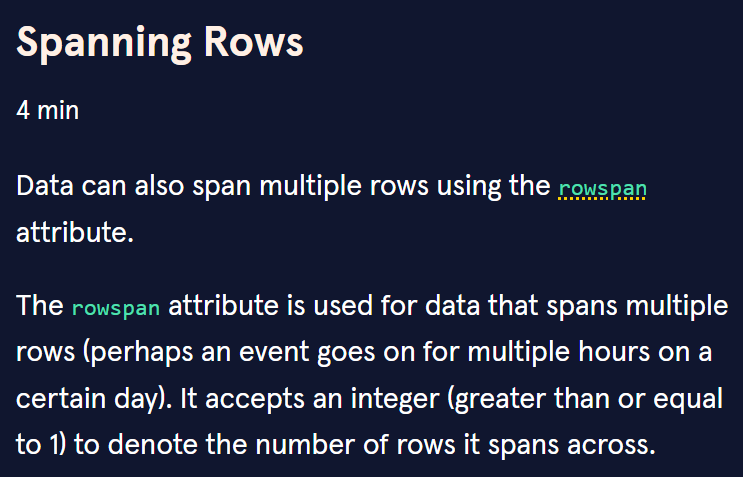 Spanning Rows
4 min
Data can also span multiple rows using the rowspan
attribute.
The rowspan attribute is used for data that spans multiple
rows (perhaps an event goes on for multiple hours on a
certain day). It accepts an integer (greater than or equal
to 1) to denote the number of rows it spans across.